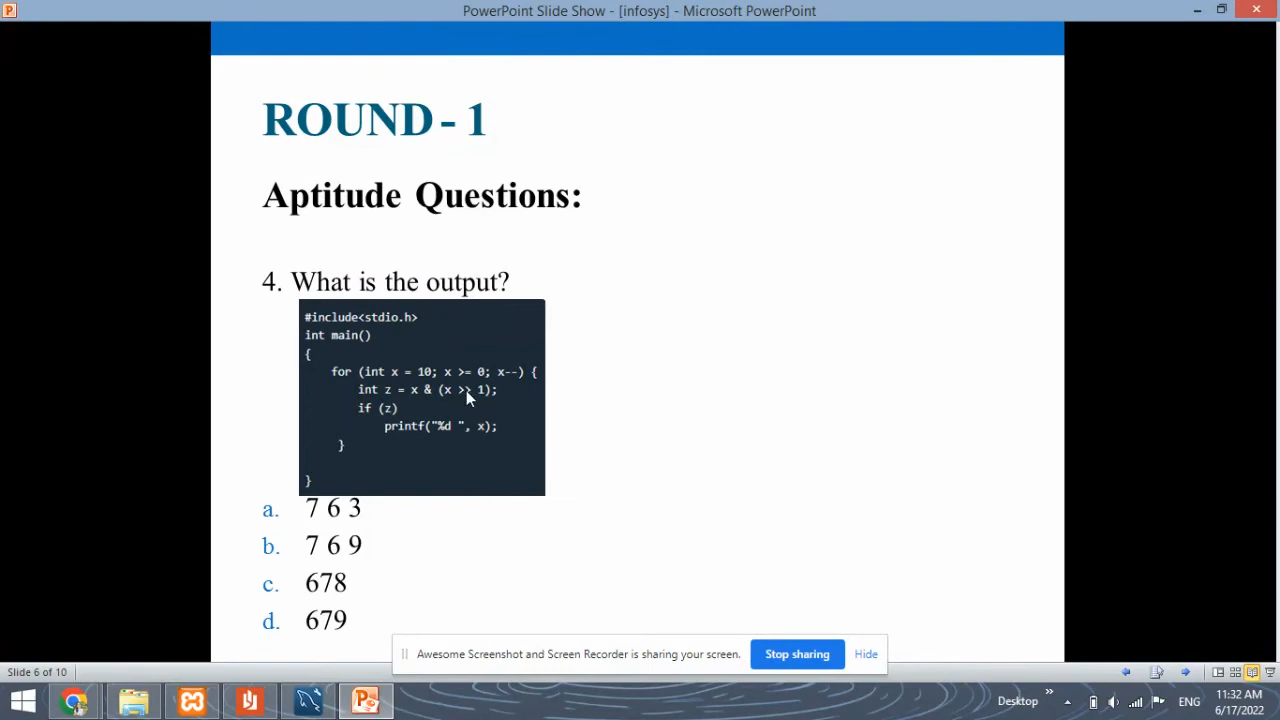 PowerPoint Slide Show - [infosys] - Microsoft PowerPoint
ROUND - 1
Aptitude Questions:
4. What is the output?
#include<stdio.h>
int main()
{
for (int x = 10; x >= 0; x--) {
int z = x & (x >> 1);
if (z)
printf("%d ", x);
}
}
a. 7 6 3
b. 7 6 9
c. 678
d. 679
Awesome Screenshot and Screen Recorder is sharing your screen. Stop sharing Hide
Slide 6 of 10
Desktop » ENG 11:32 AM
6/17/2022